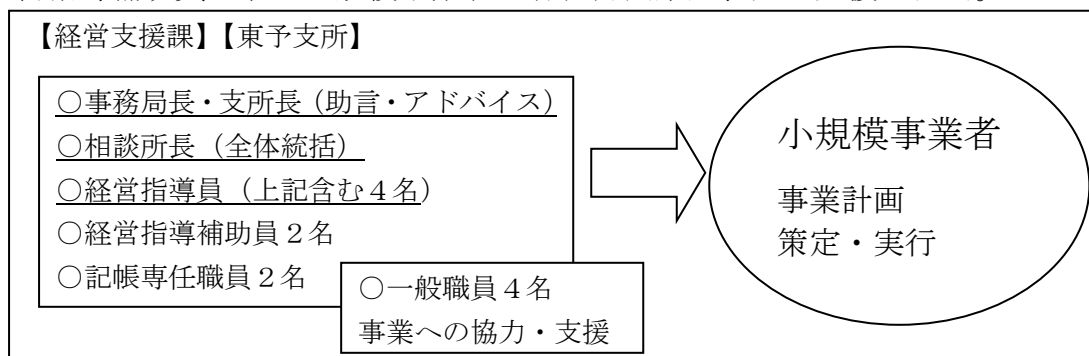 【経営支援課】【東予支所】
○事務局長・支所長（助言・アドバイス）
○相談所長（全体統括）
○経営指導員（上記含む４名）
○経営指導補助員２名
○記帳専任職員２名
○一般職員４名
事業への協力・支援
小規模事業者
事業計画
策定・実行